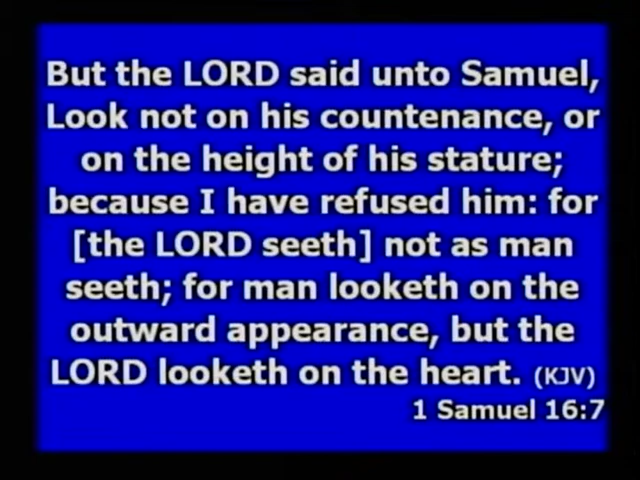 But the LORD said unto Samuel,
Look not on his countenance, or
on the height of his stature;
because I have refused him: for
[the LORD seeth] not as man
seeth; for man looketh on the
outward appearance, but the
LORD looketh on the heart. (KJV)
1 Samuel 16:7